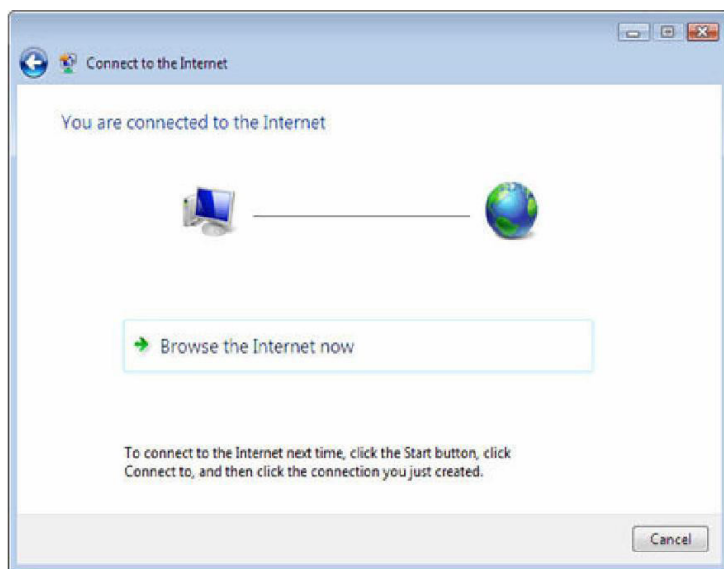 Connect to the Internet
You are connected to the Internet
Browse the Internet now
To connect to the Internet next time, click the Start button, click
Connect to, and then click the connection you just created.
Cancel